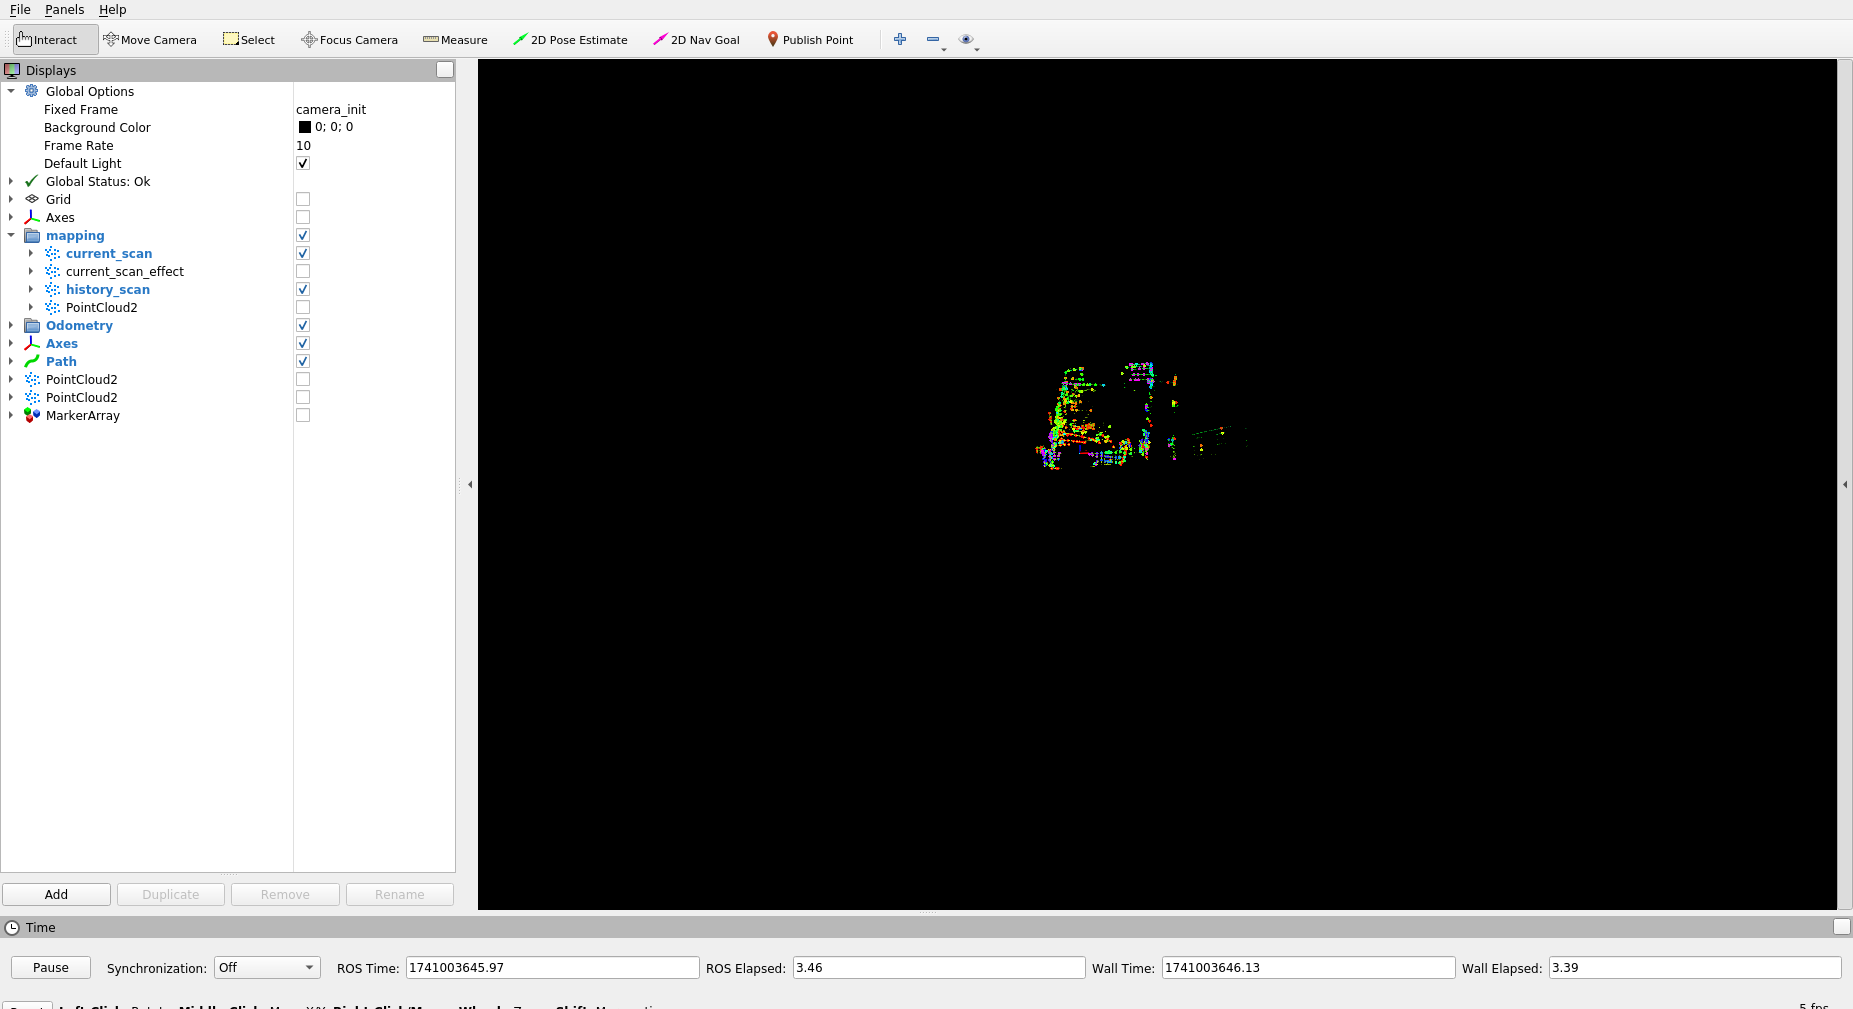 File Panels Help
Interact Move Camera Select Focus Camera Measure 2D Pose Estimate 2D Nav Goal Publish Point
Displays
Global Options
Fixed Frame camera_init
Background Color 0; 0; 0
Frame Rate 10
Default Light
Global Status: Ok
Grid
Axes
mapping
current_scan
current_scan_effect
history_scan
PointCloud2
Odometry
Axes
Path
PointCloud2
PointCloud2
MarkerArray
Add Duplicate Remove Rename
Time
Pause Synchronization: Off ROS Time: 1741003645.97 ROS Elapsed: 3.46 Wall Time: 1741003646.13 Wall Elapsed: 3.39
5 fps